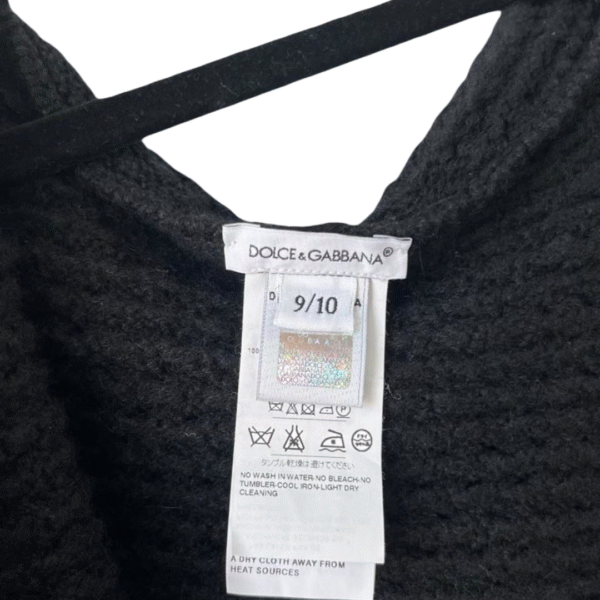 DOLCE & GABBANA®
D A
9/10
100
タンブル乾燥は避けてください
NO WASH IN WATER-NO BLEACH-NO
TUMBLER-COOL IRON-LIGHT DRY
CLEANING
A DRY CLOTH AWAY FROM
HEAT SOURCES